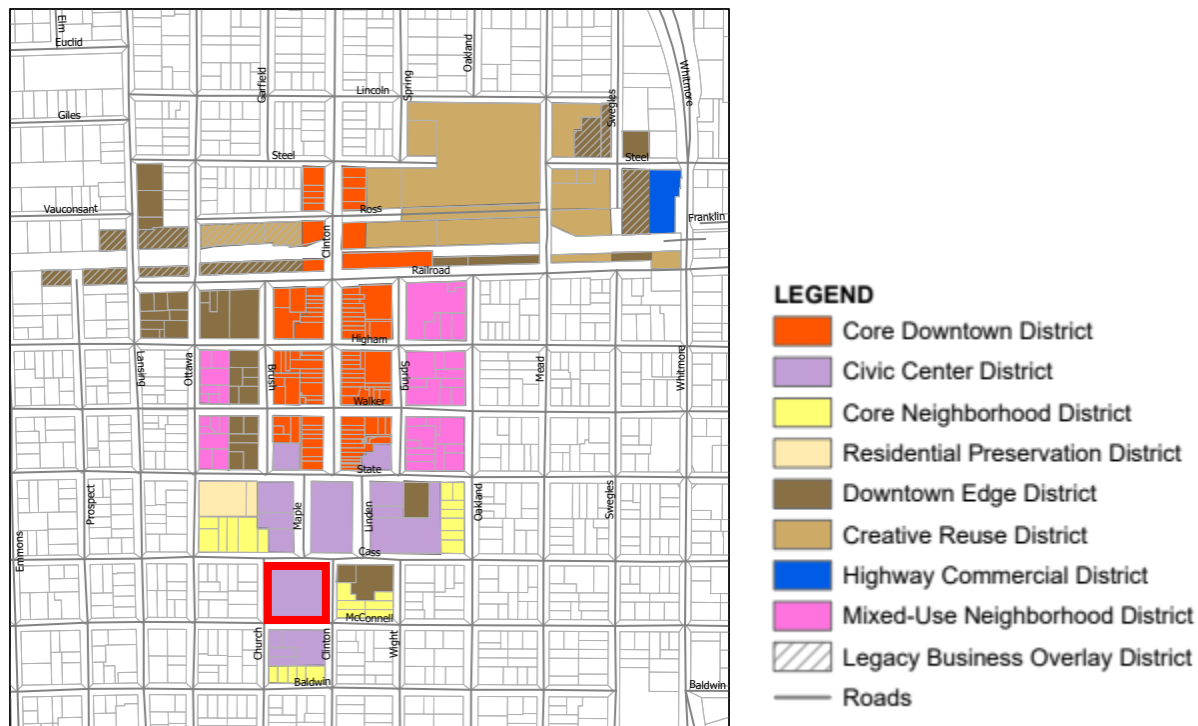 Elm
Euclid
Whitmore
Oakland
Garfield
Spring
Lincoln
Swegles
Giles
Steel
Steel
Vauconsant
Ross
Franklin
Clinton
Railroad
Higham
Lansing
Ottawa
Brush
Spring
Mead
Whitmore
Walker
State
Prospect
Maple
Linden
Oakland
Swegles
Emmons
Cass
McConnell
Church
Clinton
Wight
Baldwin
Baldwin
LEGEND
Core Downtown District
Civic Center District
Core Neighborhood District
Residential Preservation District
Downtown Edge District
Creative Reuse District
Highway Commercial District
Mixed-Use Neighborhood District
Legacy Business Overlay District
Roads